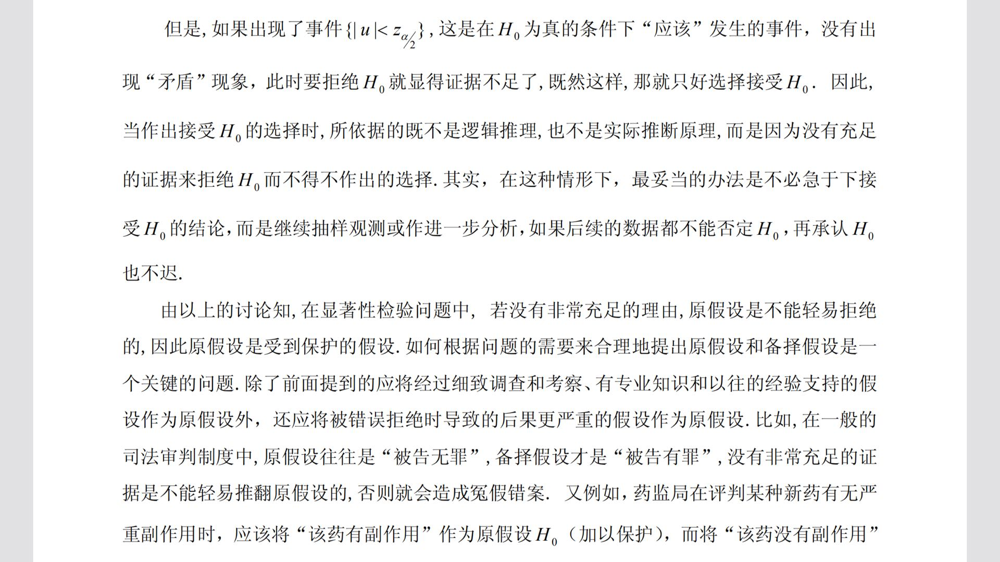 但是,如果出现了事件{|u|<z_{α/2}},这是在H₀为真的条件下“应该”发生的事件，没有出
现“矛盾”现象，此时要拒绝H₀就显得证据不足了,既然这样,那就只好选择接受H₀. 因此,
当作出接受H₀的选择时,所依据的既不是逻辑推理,也不是实际推断原理,而是因为没有充足
的证据来拒绝H₀而不得不作出的选择.其实，在这种情形下，最妥当的办法是不必急于下接
受H₀的结论,而是继续抽样观测或作进一步分析,如果后续的数据都不能否定H₀,再承认H₀
也不迟.
由以上的讨论知,在显著性检验问题中, 若没有非常充足的理由,原假设是不能轻易拒绝
的,因此原假设是受到保护的假设.如何根据问题的需要来合理地提出原假设和备择假设是一
个关键的问题.除了前面提到的应将经过细致调查和考察、有专业知识和以往的经验支持的假
设作为原假设外，还应将被错误拒绝时导致的后果更严重的假设作为原假设.比如,在一般的
司法审判制度中,原假设往往是“被告无罪”,备择假设才是“被告有罪”,没有非常充足的证
据是不能轻易推翻原假设的,否则就会造成冤假错案. 又例如,药监局在评判某种新药有无严
重副作用时，应该将“该药有副作用”作为原假设H₀（加以保护），而将“该药没有副作用”